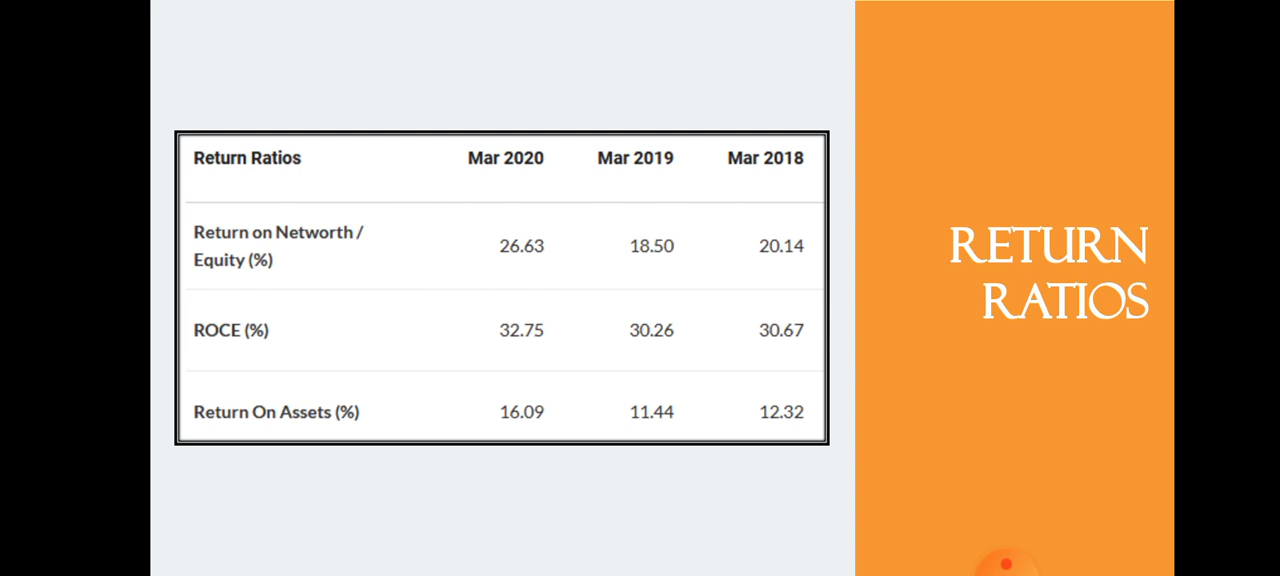 Return Ratios Mar 2020 Mar 2019 Mar 2018
Return on Networth /
Equity (%) 26.63 18.50 20.14
ROCE (%) 32.75 30.26 30.67
Return On Assets (%) 16.09 11.44 12.32
RETURN
RATIOS